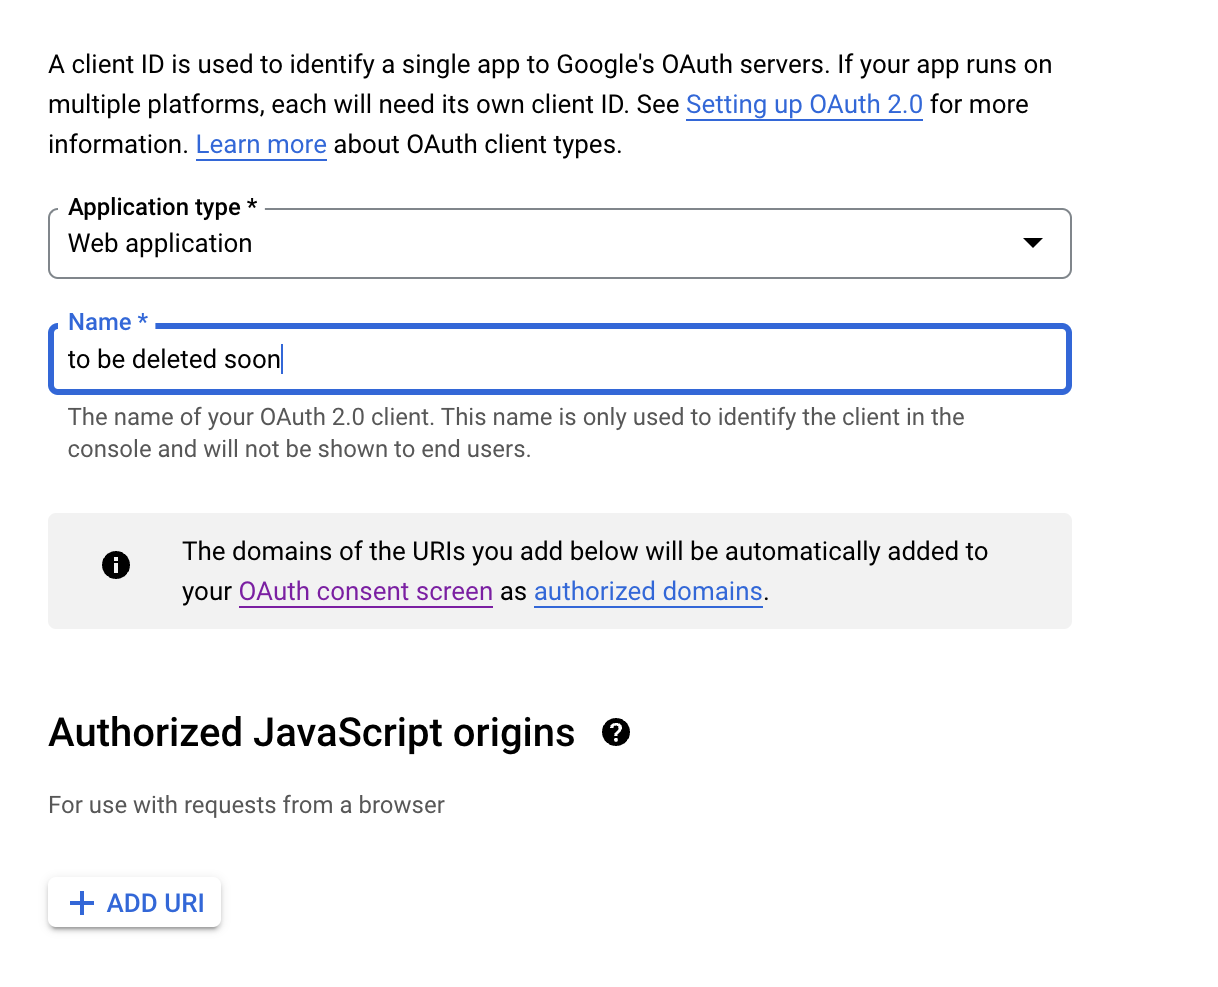 A client ID is used to identify a single app to Google's OAuth servers. If your app runs on
multiple platforms, each will need its own client ID. See Setting up OAuth 2.0 for more
information. Learn more about OAuth client types.
Application type *
Web application
Name *
to be deleted soon
The name of your OAuth 2.0 client. This name is only used to identify the client in the
console and will not be shown to end users.
The domains of the URIs you add below will be automatically added to
your OAuth consent screen as authorized domains.
Authorized JavaScript origins
For use with requests from a browser
ADD URI